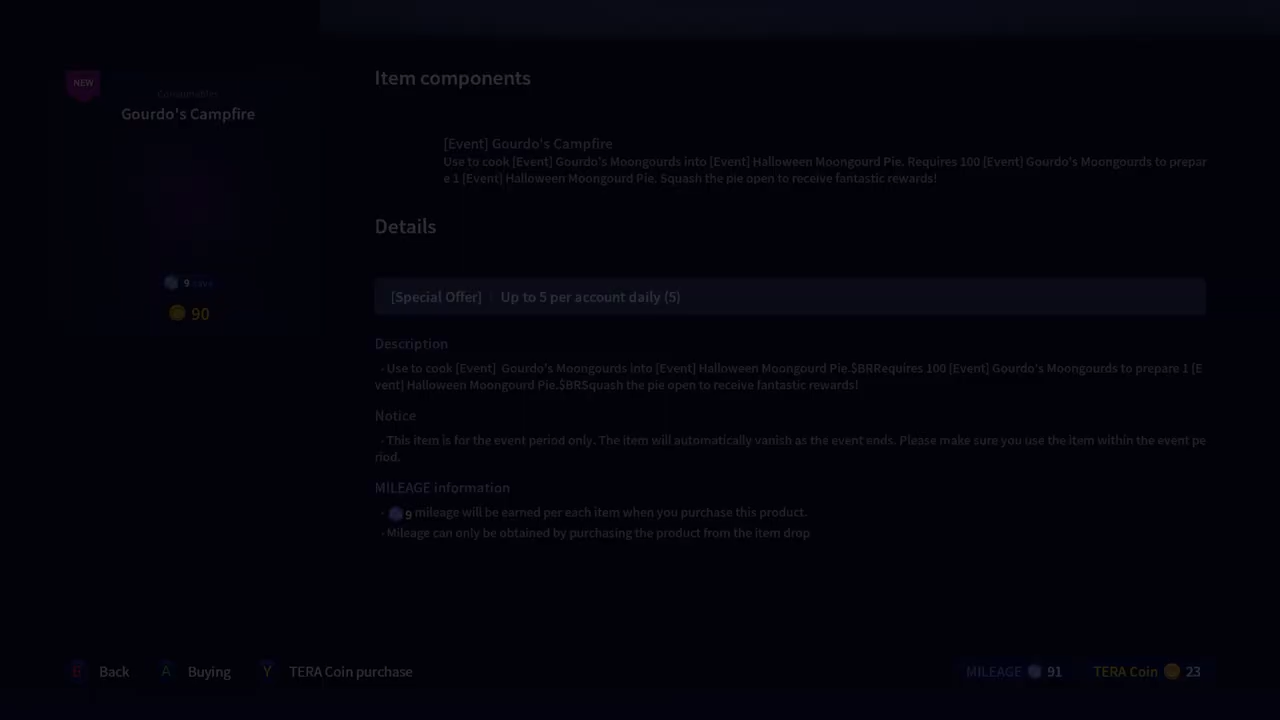 NEW
Consumables
Gourdo's Campfire
9 save
90
Item components
[Event] Gourdo's Campfire
Use to cook [Event] Gourdo's Moongourds into [Event] Halloween Moongourd Pie. Requires 100 [Event] Gourdo's Moongourds to prepar
e 1 [Event] Halloween Moongourd Pie. Squash the pie open to receive fantastic rewards!
Details
[Special Offer] Up to 5 per account daily (5)
Description
- Use to cook [Event]  Gourdo's Moongourds into [Event] Halloween Moongourd Pie.$BRRequires 100 [Event] Gourdo's Moongourds to prepare 1 [E
vent] Halloween Moongourd Pie.$BRSquash the pie open to receive fantastic rewards!
Notice
- This item is for the event period only. The item will automatically vanish as the event ends. Please make sure you use the item within the event pe
riod.
MILEAGE information
- 9 mileage will be earned per each item when you purchase this product.
- Mileage can only be obtained by purchasing the product from the item drop
B Back A Buying Y TERA Coin purchase
MILEAGE 91 TERA Coin 23